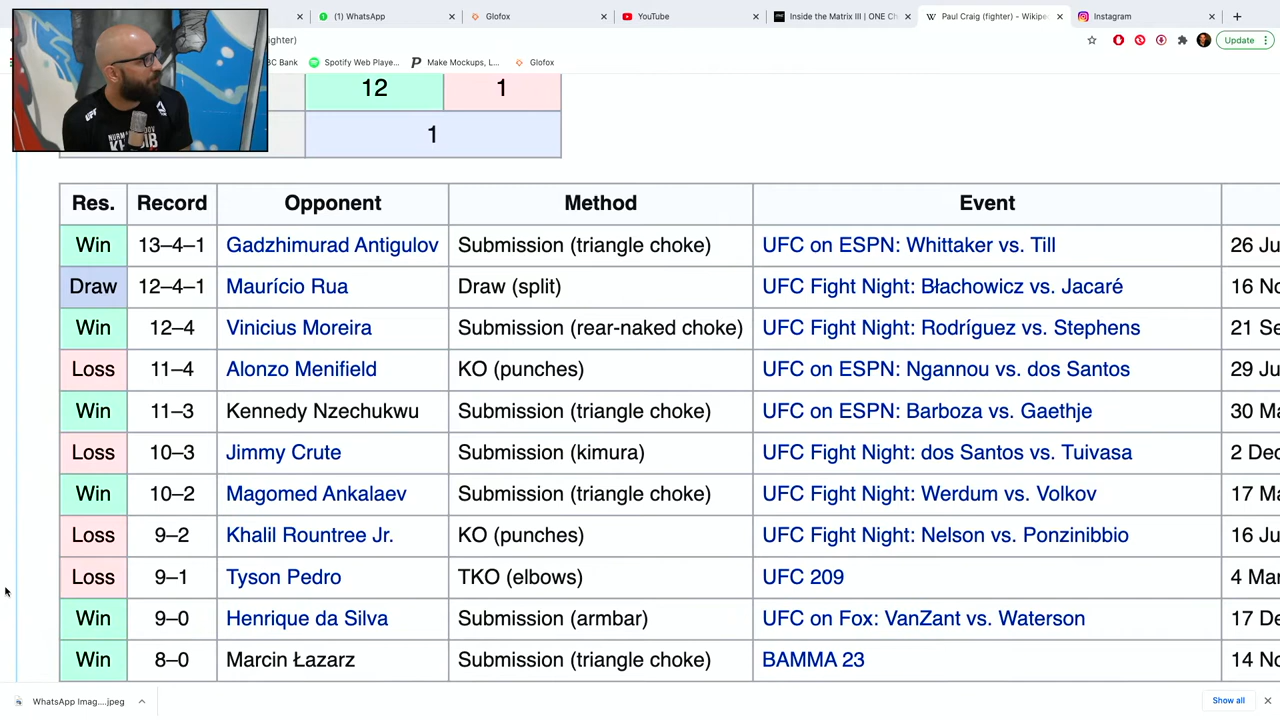 (1) WhatsApp
Glofox
YouTube
Inside the Matrix III | ONE Ch
Paul Craig (fighter) - Wikipe
Instagram
ighter)
Update
BC Bank
Spotify Web Playe...
Make Mockups, L...
Glofox
UFC
12 1
1
Res. Record Opponent Method Event
Win 13–4–1 Gadzhimurad Antigulov Submission (triangle choke) UFC on ESPN: Whittaker vs. Till 26 Ju
Draw 12–4–1 Maurício Rua Draw (split) UFC Fight Night: Błachowicz vs. Jacaré 16 No
Win 12–4 Vinicius Moreira Submission (rear-naked choke) UFC Fight Night: Rodríguez vs. Stephens 21 Se
Loss 11–4 Alonzo Menifield KO (punches) UFC on ESPN: Ngannou vs. dos Santos 29 Ju
Win 11–3 Kennedy Nzechukwu Submission (triangle choke) UFC on ESPN: Barboza vs. Gaethje 30 Ma
Loss 10–3 Jimmy Crute Submission (kimura) UFC Fight Night: dos Santos vs. Tuivasa 2 Dec
Win 10–2 Magomed Ankalaev Submission (triangle choke) UFC Fight Night: Werdum vs. Volkov 17 Ma
Loss 9–2 Khalil Rountree Jr. KO (punches) UFC Fight Night: Nelson vs. Ponzinibbio 16 Ju
Loss 9–1 Tyson Pedro TKO (elbows) UFC 209 4 Mar
Win 9–0 Henrique da Silva Submission (armbar) UFC on Fox: VanZant vs. Waterson 17 De
Win 8–0 Marcin Łazarz Submission (triangle choke) BAMMA 23 14 No
WhatsApp Imag....jpeg
Show all